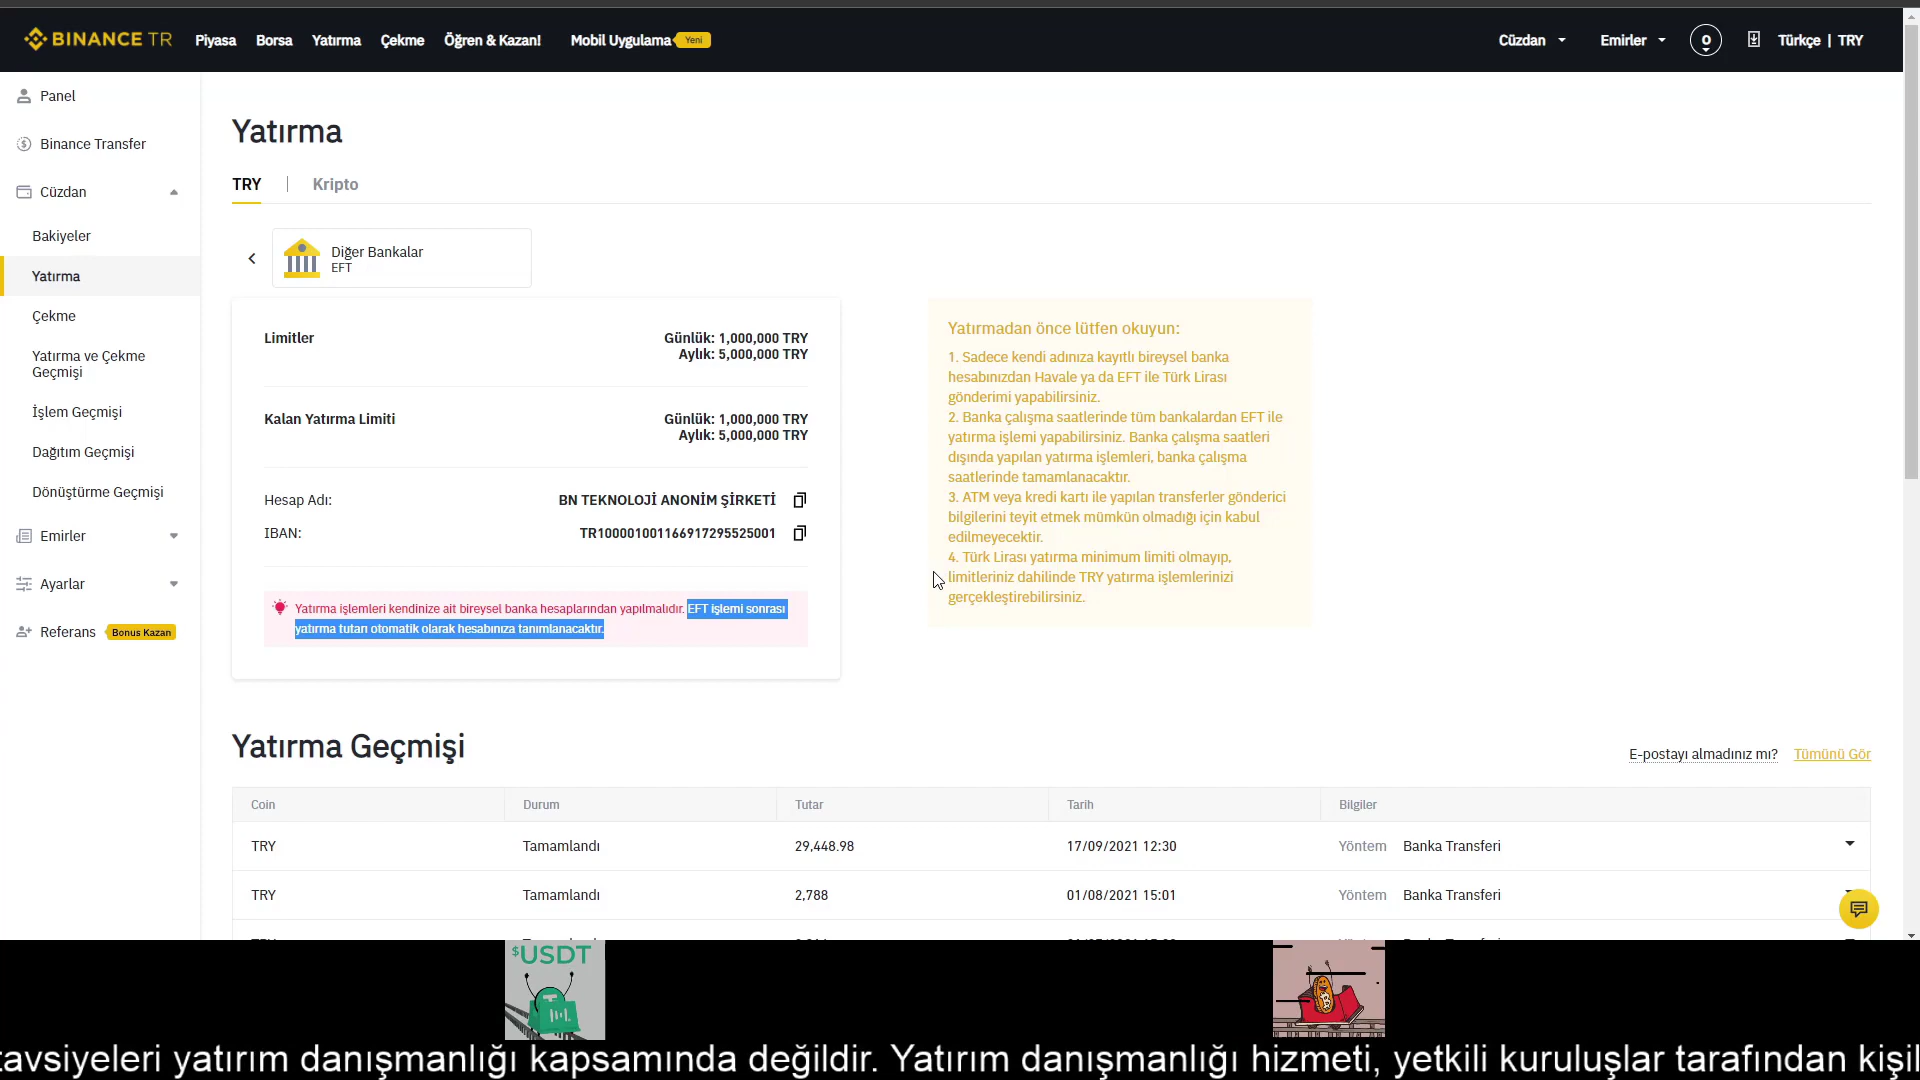 BINANCE TR Piyasa Borsa Yatırma Çekme Öğren & Kazan! Mobil Uygulama Yeni Cüzdan Emirler Türkçe | TRY
Panel
Binance Transfer
Cüzdan
Bakiyeler
Yatırma
Çekme
Yatırma ve Çekme
Geçmişi
İşlem Geçmişi
Dağıtım Geçmişi
Dönüştürme Geçmişi
Emirler
Ayarlar
Referans Bonus Kazan
Yatırma
TRY | Kripto
Diğer Bankalar
EFT
Limitler Günlük: 1,000,000 TRY
Aylık: 5,000,000 TRY
Kalan Yatırma Limiti Günlük: 1,000,000 TRY
Aylık: 5,000,000 TRY
Hesap Adı: BN TEKNOLOJİ ANONİM ŞİRKETİ
IBAN: TR100001001166917295525001
Yatırma işlemleri kendinize ait bireysel banka hesaplarından yapılmalıdır. EFT işlemi sonrası
yatırma tutarı otomatik olarak hesabınıza tanımlanacaktır.
Yatırmadan önce lütfen okuyun:
1. Sadece kendi adınıza kayıtlı bireysel banka
hesabınızdan Havale ya da EFT ile Türk Lirası
gönderimi yapabilirsiniz.
2. Banka çalışma saatlerinde tüm bankalardan EFT ile
yatırma işlemi yapabilirsiniz. Banka çalışma saatleri
dışında yapılan yatırma işlemleri, banka çalışma
saatlerinde tamamlanacaktır.
3. ATM veya kredi kartı ile yapılan transferler gönderici
bilgilerini teyit etmek mümkün olmadığı için kabul
edilmeyecektir.
4. Türk Lirası yatırma minimum limiti olmayıp,
limitleriniz dahilinde TRY yatırma işlemlerinizi
gerçekleştirebilirsiniz.
Yatırma Geçmişi
E-postayı almadınız mı? Tümünü Gör
Coin Durum Tutar Tarih Bilgiler
TRY Tamamlandı 29,448.98 17/09/2021 12:30 Yöntem Banka Transferi
TRY Tamamlandı 2,788 01/08/2021 15:01 Yöntem Banka Transferi
$USDT
tavsiyeleri yatırım danışmanlığı kapsamında değildir. Yatırım danışmanlığı hizmeti, yetkili kuruluşlar tarafından kişil